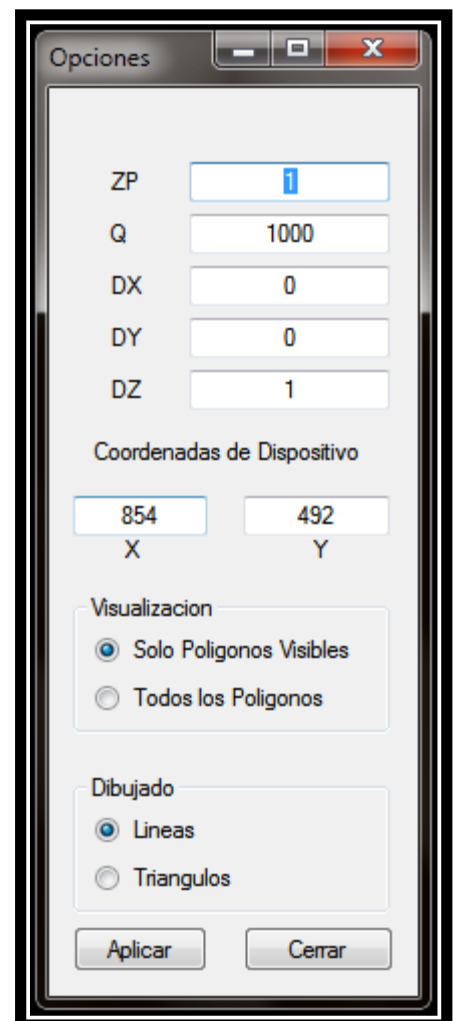 Opciones
ZP 1
Q 1000
DX 0
DY 0
DZ 1
Coordenadas de Dispositivo
854 492
X Y
Visualizacion
Solo Poligonos Visibles
Todos los Poligonos
Dibujado
Lineas
Triangulos
Aplicar Cerrar